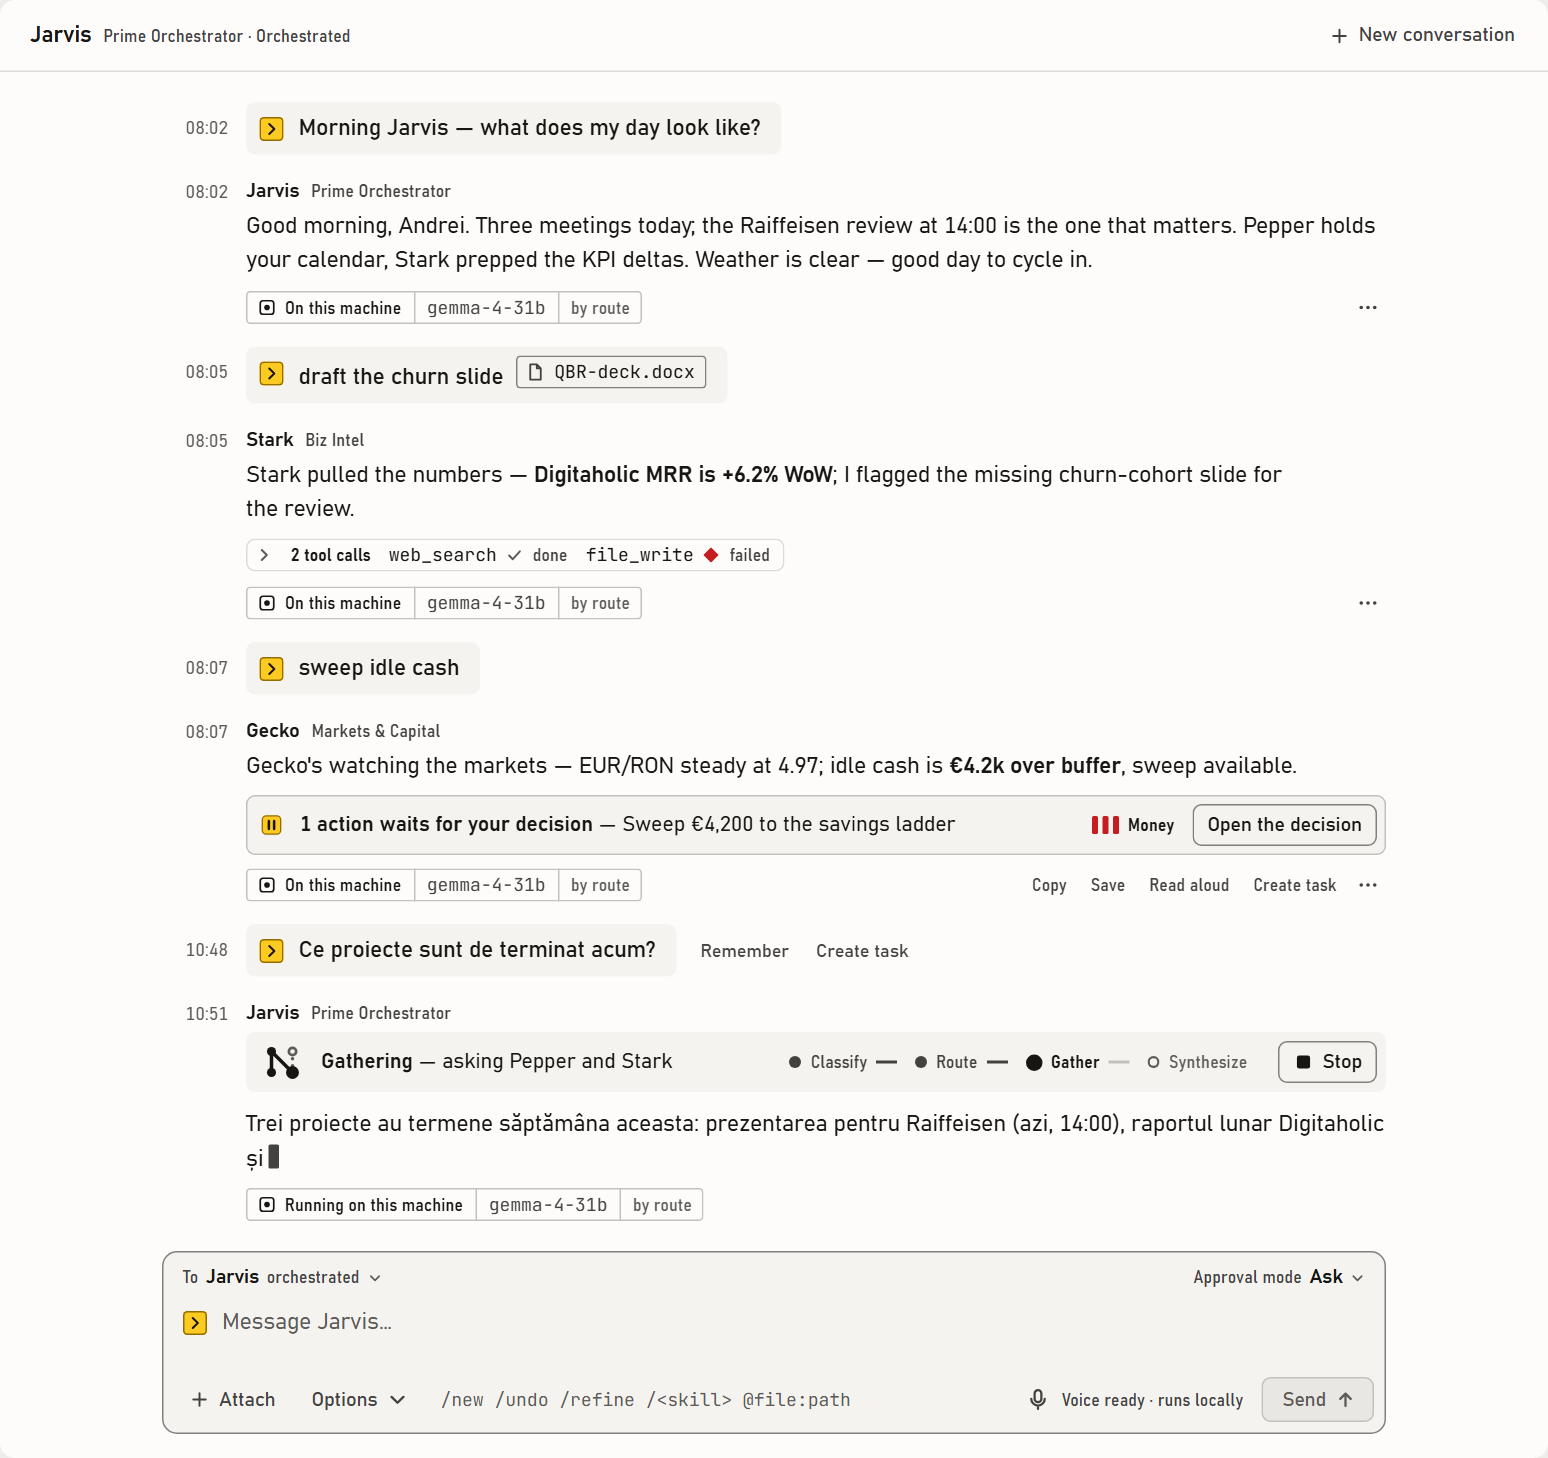 Jarvis Prime Orchestrator · Orchestrated
New conversation
08:02 Morning Jarvis — what does my day look like?
08:02 Jarvis Prime Orchestrator
Good morning, Andrei. Three meetings today; the Raiffeisen review at 14:00 is the one that matters. Pepper holds
your calendar, Stark prepped the KPI deltas. Weather is clear — good day to cycle in.
On this machine gemma-4-31b by route
08:05 draft the churn slide QBR-deck.docx
08:05 Stark Biz Intel
Stark pulled the numbers — Digitaholic MRR is +6.2% WoW; I flagged the missing churn-cohort slide for
the review.
2 tool calls web_search done file_write failed
On this machine gemma-4-31b by route
08:07 sweep idle cash
08:07 Gecko Markets & Capital
Gecko's watching the markets — EUR/RON steady at 4.97; idle cash is €4.2k over buffer, sweep available.
1 action waits for your decision — Sweep €4,200 to the savings ladder Money Open the decision
On this machine gemma-4-31b by route Copy Save Read aloud Create task
10:48 Ce proiecte sunt de terminat acum? Remember Create task
10:51 Jarvis Prime Orchestrator
Gathering — asking Pepper and Stark Classify Route Gather Synthesize Stop
Trei proiecte au termene săptămâna aceasta: prezentarea pentru Raiffeisen (azi, 14:00), raportul lunar Digitaholic
și
Running on this machine gemma-4-31b by route
To Jarvis orchestrated Approval mode Ask
Message Jarvis...
Attach Options /new /undo /refine /<skill> @file:path Voice ready · runs locally Send